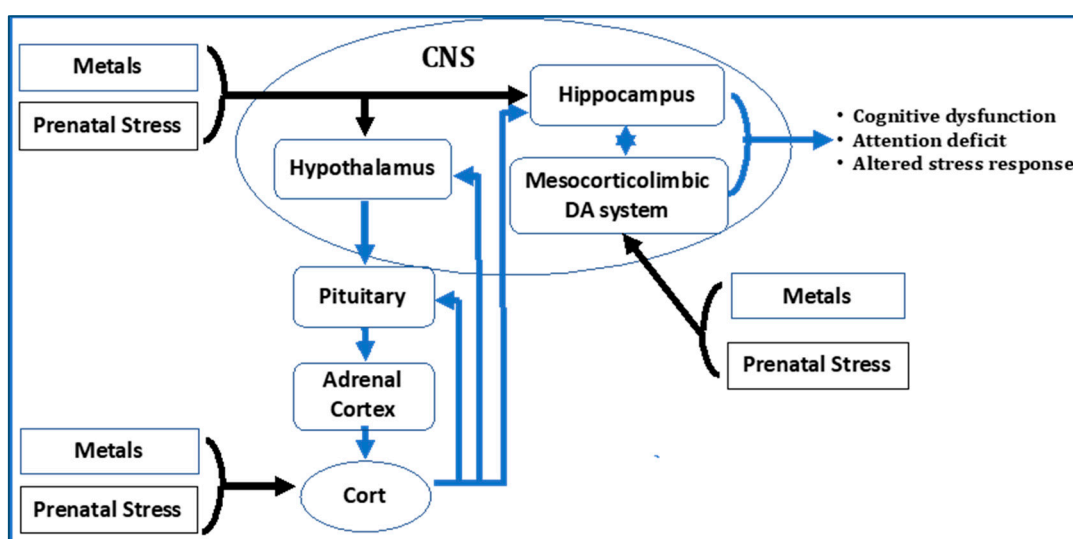 Metals
Prenatal Stress
CNS
Hippocampus
Hypothalamus
Mesocorticolimbic
DA system
• Cognitive dysfunction
• Attention deficit
• Altered stress response
Pituitary
Metals
Prenatal Stress
Adrenal
Cortex
Metals
Prenatal Stress
Cort